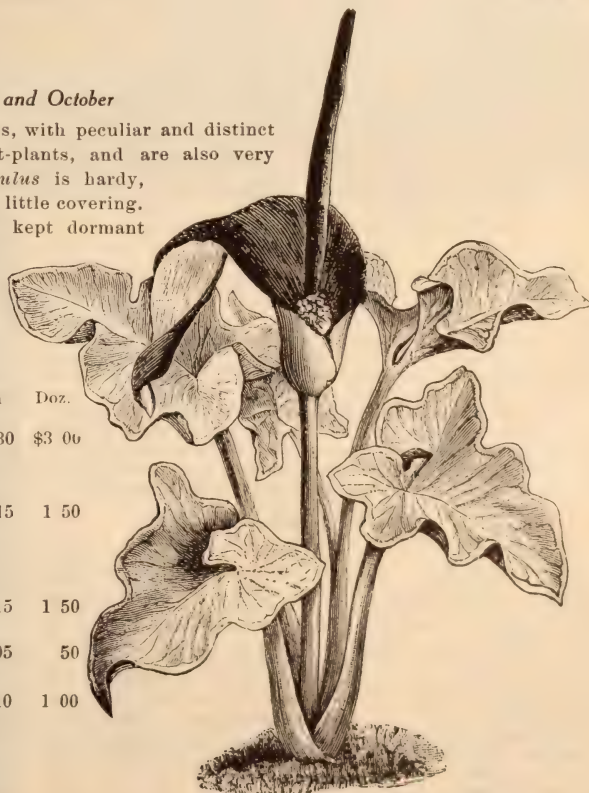 and October
s, with peculiar and distinct
t-plants, and are also very
ulus is hardy,
little covering.
kept dormant
Doz.
30 $3 00
15 1 50
15 1 50
05 50
10 1 00